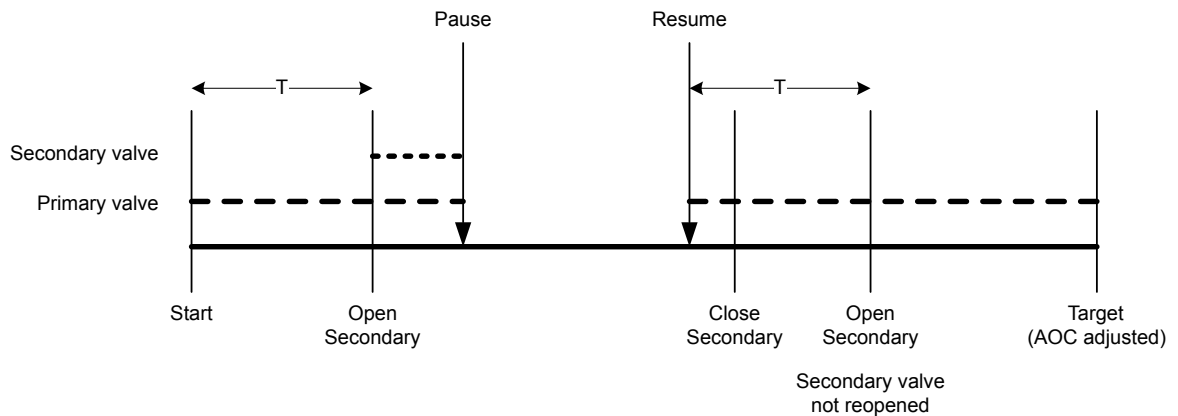 Pause
Resume
T
T
Secondary valve
Primary valve
Start
Open
Secondary
Close
Secondary
Open
Secondary
Target
(AOC adjusted)
Secondary valve
not reopened